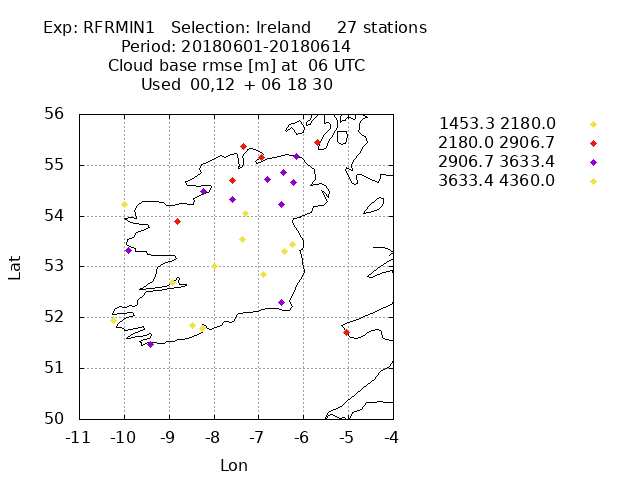 Exp: RFRMIN1 Selection: Ireland 27 stations
Period: 20180601-20180614
Cloud base rmse [m] at 06 UTC
Used 00,12 + 06 18 30
1453.3 2180.0
2180.0 2906.7
2906.7 3633.4
3633.4 4360.0
56
55
54
53
52
51
50
Lat
-11 -10 -9 -8 -7 -6 -5 -4
Lon